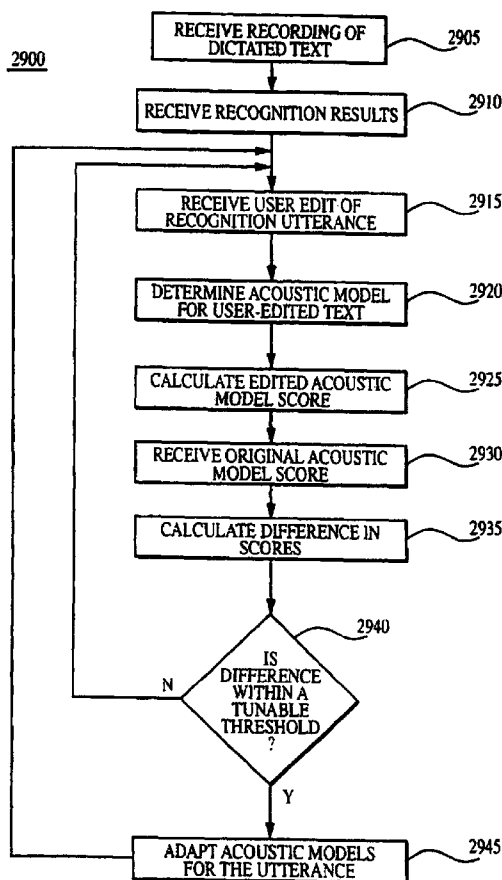 2900
RECEIVE RECORDING OF
DICTATED TEXT
2905
RECEIVE RECOGNITION RESULTS
2910
RECEIVE USER EDIT OF
RECOGNITION UTTERANCE
2915
DETERMINE ACOUSTIC MODEL
FOR USER-EDITED TEXT
2920
CALCULATE EDITED ACOUSTIC
MODEL SCORE
2925
RECEIVE ORIGINAL ACOUSTIC
MODEL SCORE
2930
CALCULATE DIFFERENCE IN
SCORES
2935
2940
IS
DIFFERENCE
WITHIN A
TUNABLE
THRESHOLD
?
N
Y
ADAPT ACOUSTIC MODELS
FOR THE UTTERANCE
2945